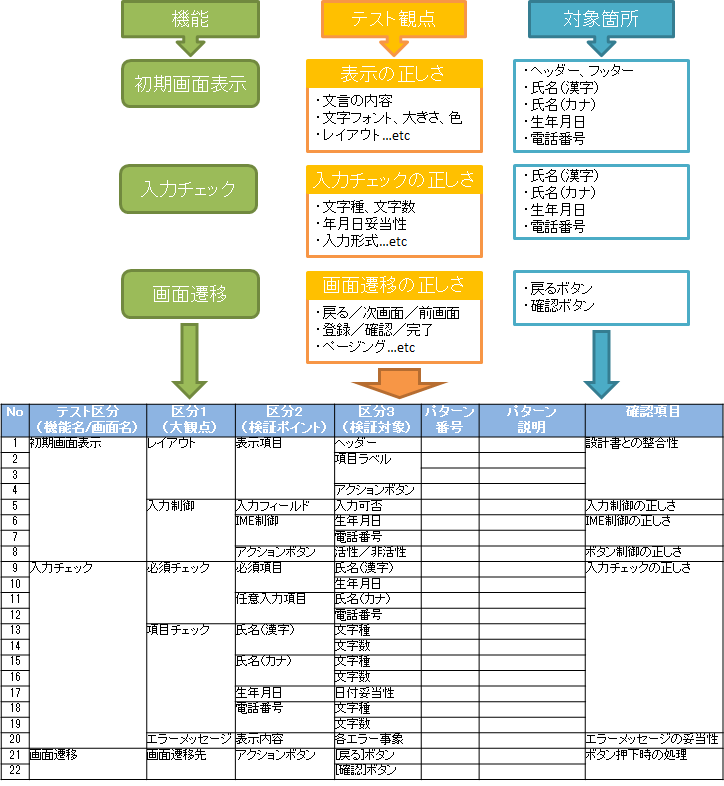 機能
テスト観点
対象箇所
初期画面表示
表示の正しさ
・文言の内容
・文字フォント、大きさ、色
・レイアウト…etc
・ヘッダー、フッター
・氏名(漢字)
・氏名(カナ)
・生年月日
・電話番号
入力チェック
入力チェックの正しさ
・文字種、文字数
・年月日妥当性
・入力形式…etc
・氏名(漢字)
・氏名(カナ)
・生年月日
・電話番号
画面遷移
画面遷移の正しさ
・戻る／次画面／前画面
・登録／確認／完了
・ページング…etc
・戻るボタン
・確認ボタン
No テスト区分 区分1 区分2 区分3 パターン パターン 確認項目
（機能名/画面名） （大観点） （検証ポイント） （検証対象） 番号 説明
1 初期画面表示 レイアウト 表示項目 ヘッダー 設計書との整合性
2 項目ラベル
3
4 アクションボタン
5 入力制御 入力フィールド 入力可否 入力制御の正しさ
6 IME制御 生年月日 IME制御の正しさ
7 電話番号
8 アクションボタン 活性／非活性 ボタン制御の正しさ
9 入力チェック 必須チェック 必須項目 氏名(漢字) 入力チェックの正しさ
10 生年月日
11 任意入力項目 氏名(カナ)
12 電話番号
13 項目チェック 氏名(漢字) 文字種
14 文字数
15 氏名(カナ) 文字種
16 文字数
17 生年月日 日付妥当性
18 電話番号 文字種
19 文字数
20 エラーメッセージ 表示内容 各エラー事象 エラーメッセージの妥当性
21 画面遷移 画面遷移先 アクションボタン [戻る]ボタン ボタン押下時の処理
22 [確認]ボタン